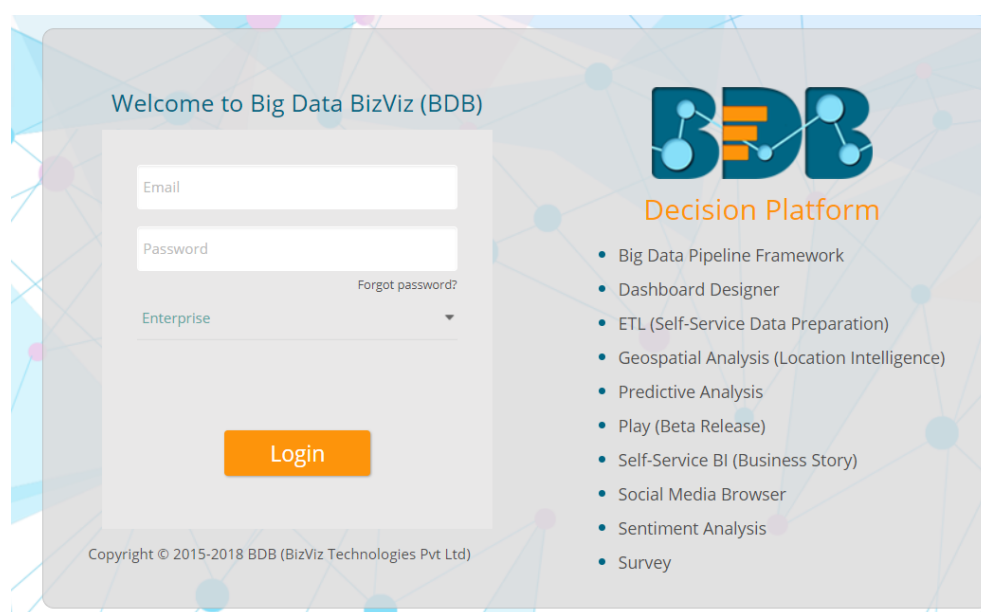 Welcome to Big Data BizViz (BDB)
Email
Password
Forgot password?
Enterprise
Login
Copyright © 2015-2018 BDB (BizViz Technologies Pvt Ltd)
BDB
Decision Platform
• Big Data Pipeline Framework
• Dashboard Designer
• ETL (Self-Service Data Preparation)
• Geospatial Analysis (Location Intelligence)
• Predictive Analysis
• Play (Beta Release)
• Self-Service BI (Business Story)
• Social Media Browser
• Sentiment Analysis
• Survey